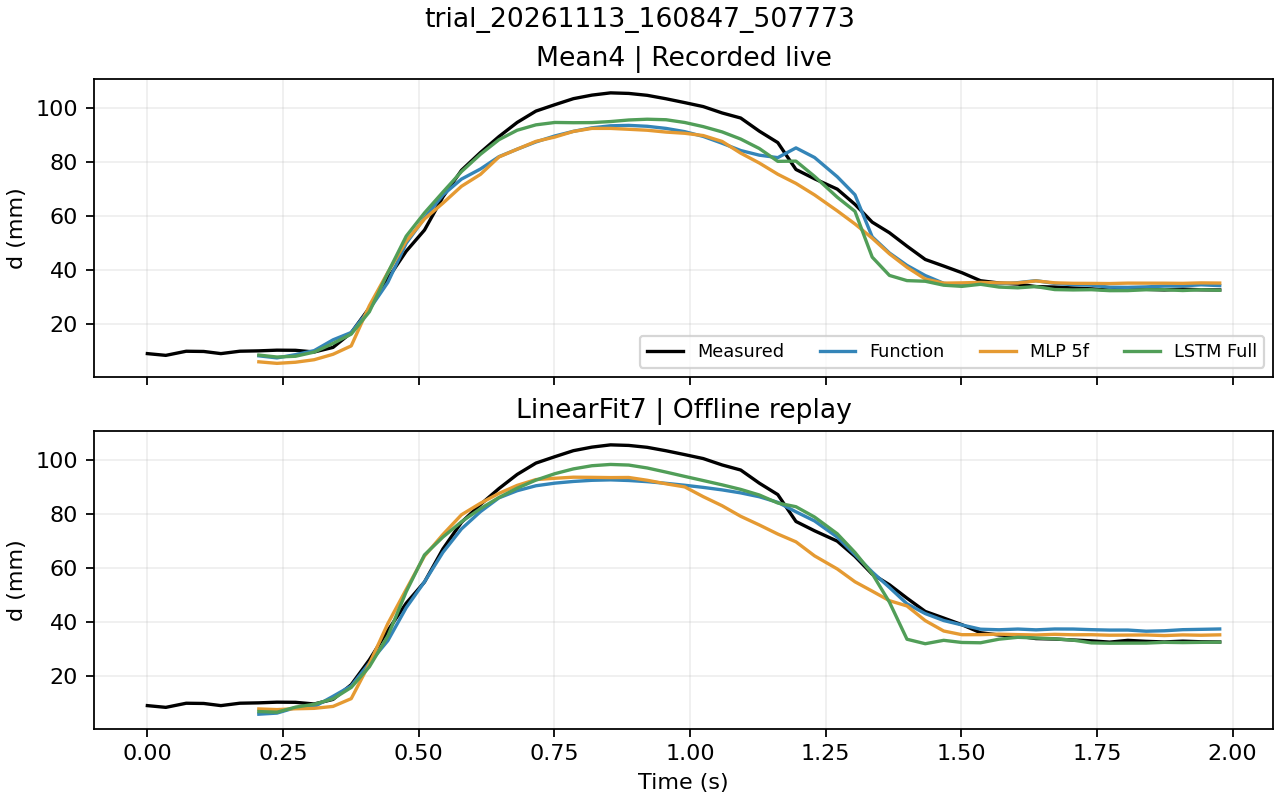 trial_20261113_160847_507773
Mean4 | Recorded live
100
80
60
40
20
d (mm)
Measured Function MLP 5f LSTM Full
LinearFit7 | Offline replay
100
80
60
40
20
d (mm)
0.00 0.25 0.50 0.75 1.00 1.25 1.50 1.75 2.00
Time (s)